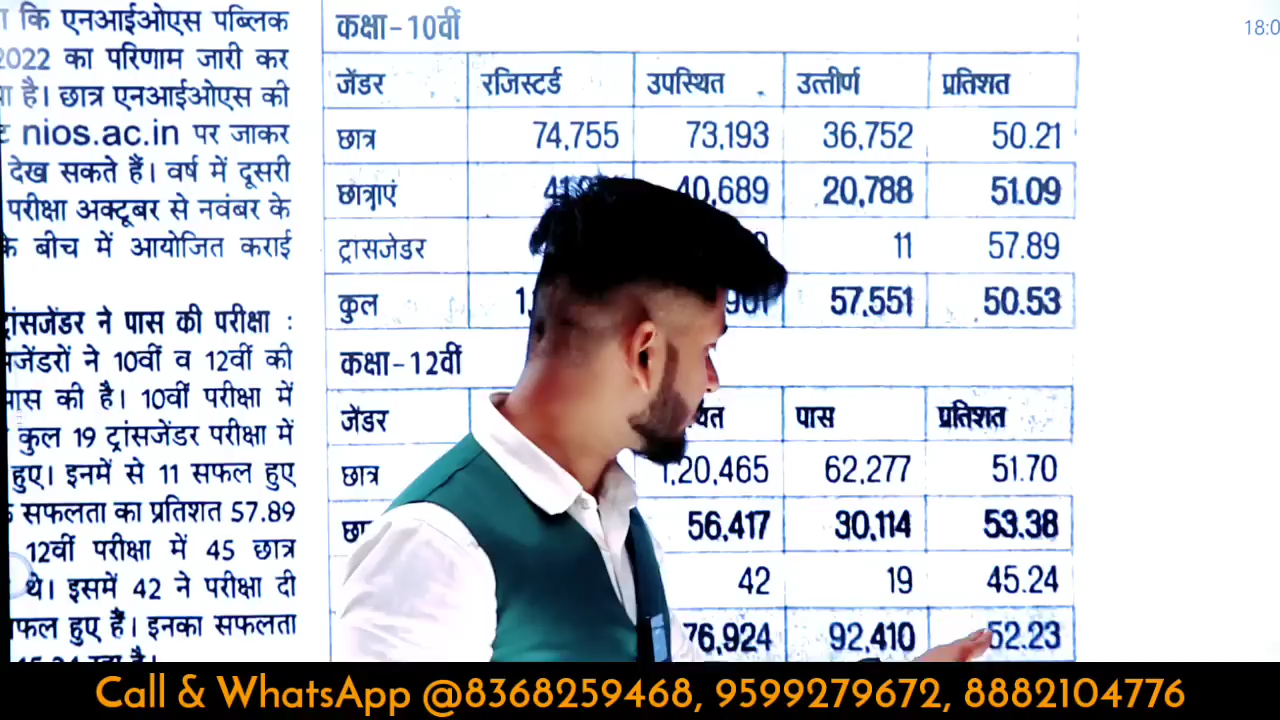 कि एनआईओएस पब्लिक
2022 का परिणाम जारी कर
है। छात्र एनआईओएस की
nios.ac.in पर जाकर
देख सकते हैं। वर्ष में दूसरी
परीक्षा अक्टूबर से नवंबर के
के बीच में आयोजित कराई
ट्रांसजेंडर ने पास की परीक्षा :
10वीं व 12वीं की
पास की है। 10वीं परीक्षा में
कुल 19 ट्रांसजेंडर परीक्षा में
हुए। इनमें से 11 सफल हुए
सफलता का प्रतिशत 57.89
12वीं परीक्षा में 45 छात्र
थे। इसमें 42 ने परीक्षा दी
हुए हैं। इनका सफलता
कक्षा-10वीं
जेंडर रजिस्टर्ड उपस्थित उत्तीर्ण प्रतिशत
छात्र 74,755 73,193 36,752 50.21
छात्राएं 40,689 20,788 51.09
ट्रासजेडर 11 57.89
कुल 57,551 50.53
कक्षा-12वीं
जेंडर पास प्रतिशत
छात्र 1,20,465 62,277 51.70
56,417 30,114 53.38
42 19 45.24
76,924 92,410 52.23
Call & WhatsApp @8368259468, 9599279672, 8882104776